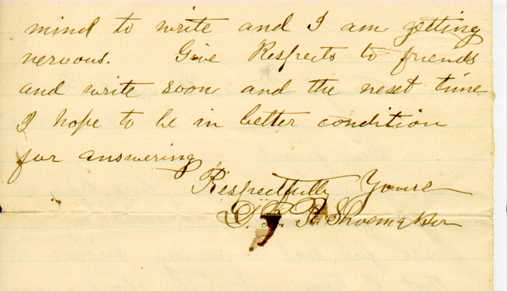 mind to write and I am getting
nervous. Give Respects to friends
and write soon and the next time
I hope to be in better condition
for answering
Respectfully Yours
Shoemaker